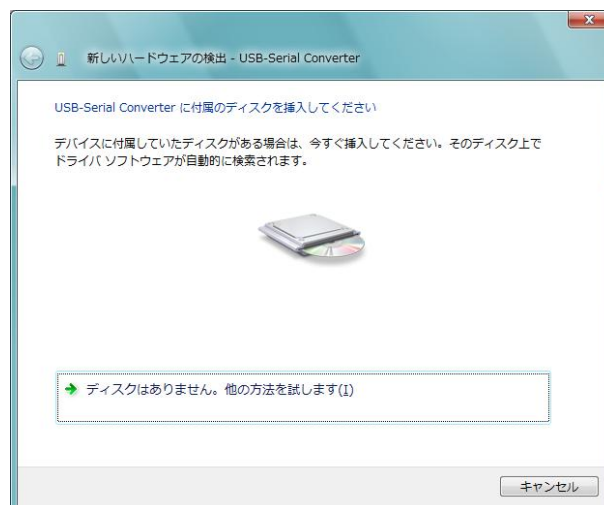 新しいハードウェアの検出 - USB-Serial Converter
USB-Serial Converter に付属のディスクを挿入してください
デバイスに付属していたディスクがある場合は、今すぐ挿入してください。そのディスク上で
ドライバ ソフトウェアが自動的に検索されます。
ディスクはありません。他の方法を試します(I)
キャンセル